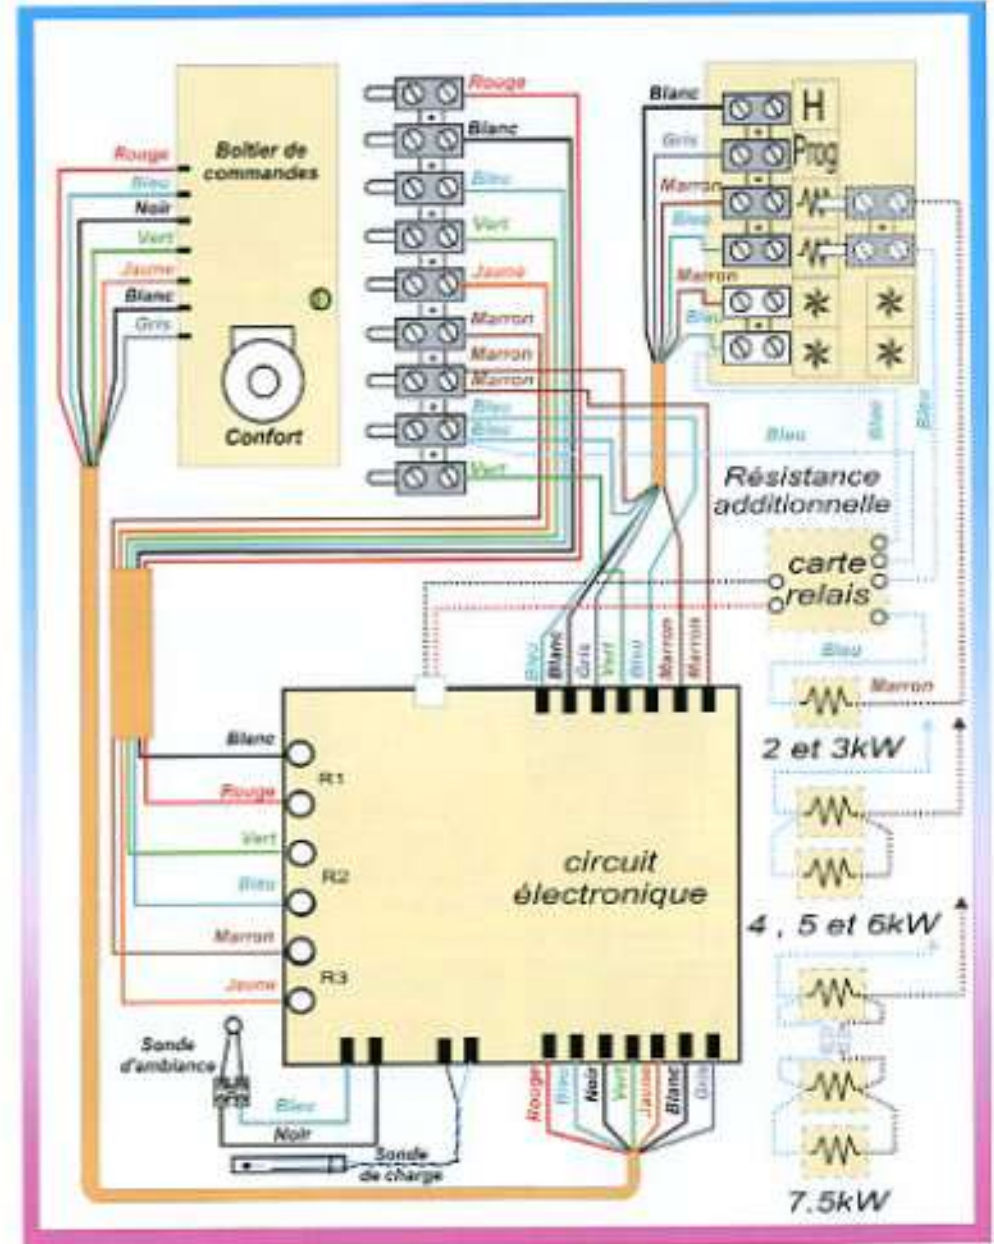 Boîtier de
commandes
Rouge
Bleu
Noir
Vert
Jaune
Blanc
Gris
Confort
Rouge
Blanc
Bleu
Vert
Jaune
Marron
Marron
Marron
Bleu
Bleu
Vert
Blanc
Gris
Marron
Bleu
Marron
Bleu
H
Prog
Bleu
Bleu
Bleu
Résistance
additionnelle
carte
relais
Bleu
Marron
2 et 3kW
4 , 5 et 6kW
7.5kW
Bleu
Blanc
Gris
Vert
Bleu
Marron
Marron
Blanc
R1
Rouge
Vert
R2
Bleu
Marron
R3
Jaune
circuit
électronique
Sonde
d'ambiance
Bleu
Noir
Sonde
de charge
Rouge
Bleu
Noir
Vert
Jaune
Blanc
Gris